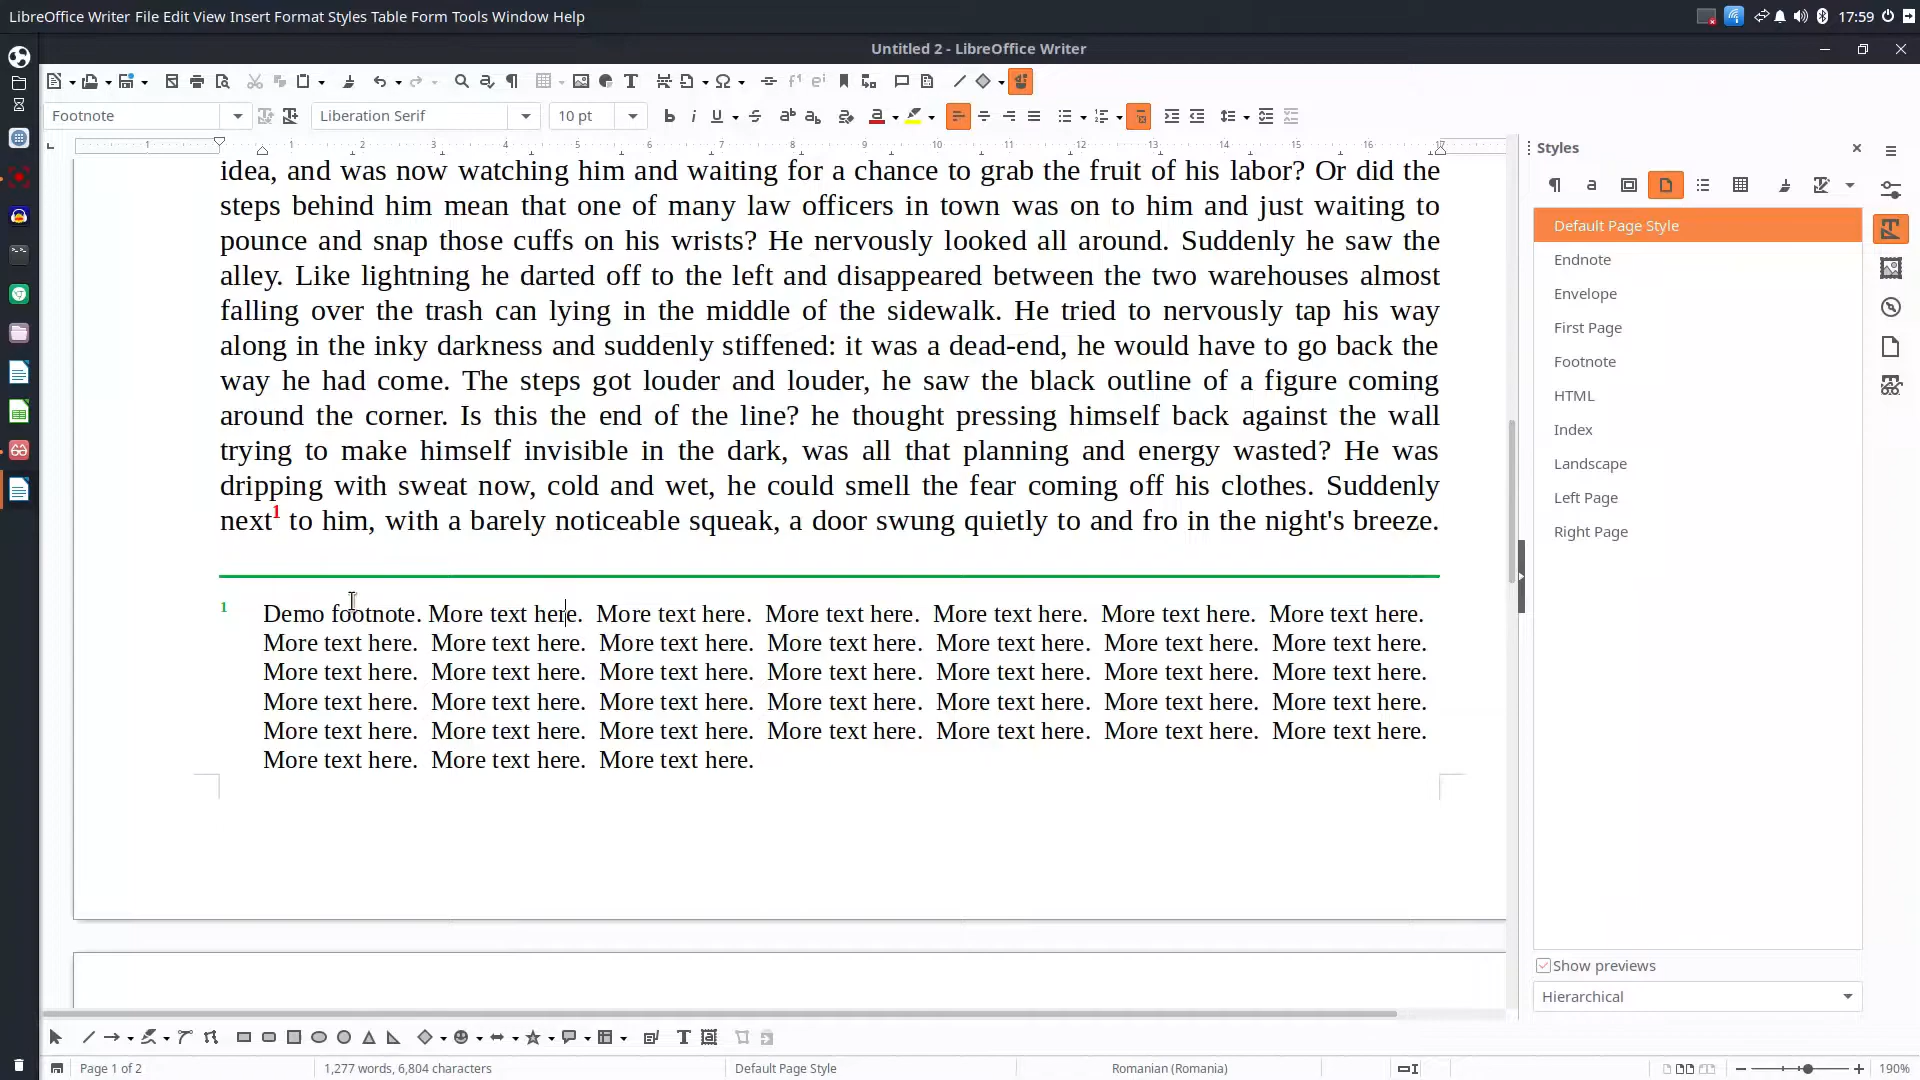 LibreOffice Writer File Edit View Insert Format Styles Table Form Tools Window Help
17:59
Untitled 2 - LibreOffice Writer
Footnote
Liberation Serif
10 pt
1 1 2 3 4 5 6 7 8 9 10 11 12 13 14 15 16 17
idea, and was now watching him and waiting for a chance to grab the fruit of his labor? Or did the
steps behind him mean that one of many law officers in town was on to him and just waiting to
pounce and snap those cuffs on his wrists? He nervously looked all around. Suddenly he saw the
alley. Like lightning he darted off to the left and disappeared between the two warehouses almost
falling over the trash can lying in the middle of the sidewalk. He tried to nervously tap his way
along in the inky darkness and suddenly stiffened: it was a dead-end, he would have to go back the
way he had come. The steps got louder and louder, he saw the black outline of a figure coming
around the corner. Is this the end of the line? he thought pressing himself back against the wall
trying to make himself invisible in the dark, was all that planning and energy wasted? He was
dripping with sweat now, cold and wet, he could smell the fear coming off his clothes. Suddenly
next1 to him, with a barely noticeable squeak, a door swung quietly to and fro in the night's breeze.
1 Demo footnote. More text here. More text here. More text here. More text here. More text here. More text here.
More text here. More text here. More text here. More text here. More text here. More text here. More text here.
More text here. More text here. More text here. More text here. More text here. More text here. More text here.
More text here. More text here. More text here. More text here. More text here. More text here. More text here.
More text here. More text here. More text here. More text here. More text here. More text here. More text here.
More text here. More text here. More text here.
Styles
Default Page Style
Endnote
Envelope
First Page
Footnote
HTML
Index
Landscape
Left Page
Right Page
Show previews
Hierarchical
Page 1 of 2
1,277 words, 6,804 characters
Default Page Style
Romanian (Romania)
190%